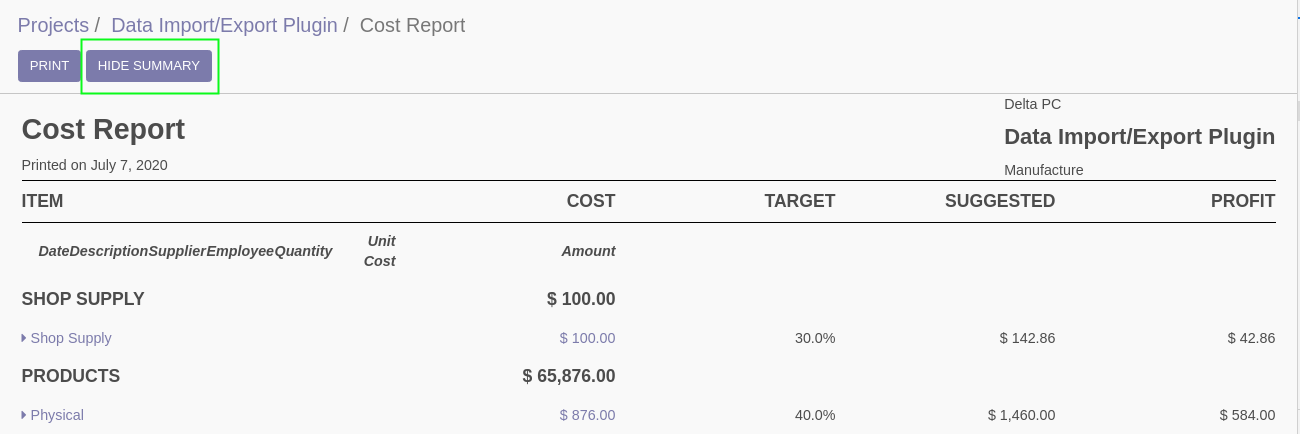 Projects / Data Import/Export Plugin / Cost Report
PRINT HIDE SUMMARY
Delta PC
Cost Report
Data Import/Export Plugin
Printed on July 7, 2020
Manufacture
ITEM COST TARGET SUGGESTED PROFIT
DateDescriptionSupplierEmployeeQuantity Unit Cost Amount
SHOP SUPPLY $ 100.00
Shop Supply $ 100.00 30.0% $ 142.86 $ 42.86
PRODUCTS $ 65,876.00
Physical $ 876.00 40.0% $ 1,460.00 $ 584.00